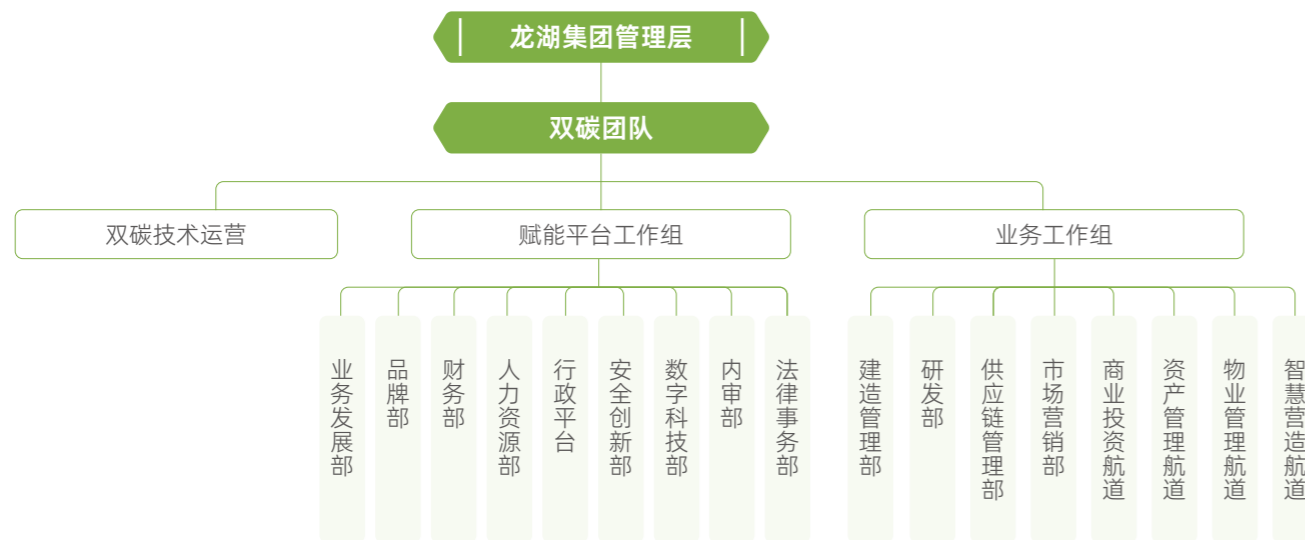 龙湖集团管理层
双碳团队
双碳技术运营
赋能平台工作组
业务工作组
业务发展部
品牌部
财务部
人力资源部
行政平台
安全创新部
数字科技部
内审部
法律事务部
建造管理部
研发部
供应链管理部
市场营销部
商业投资航道
资产管理航道
物业管理航道
智慧营造航道